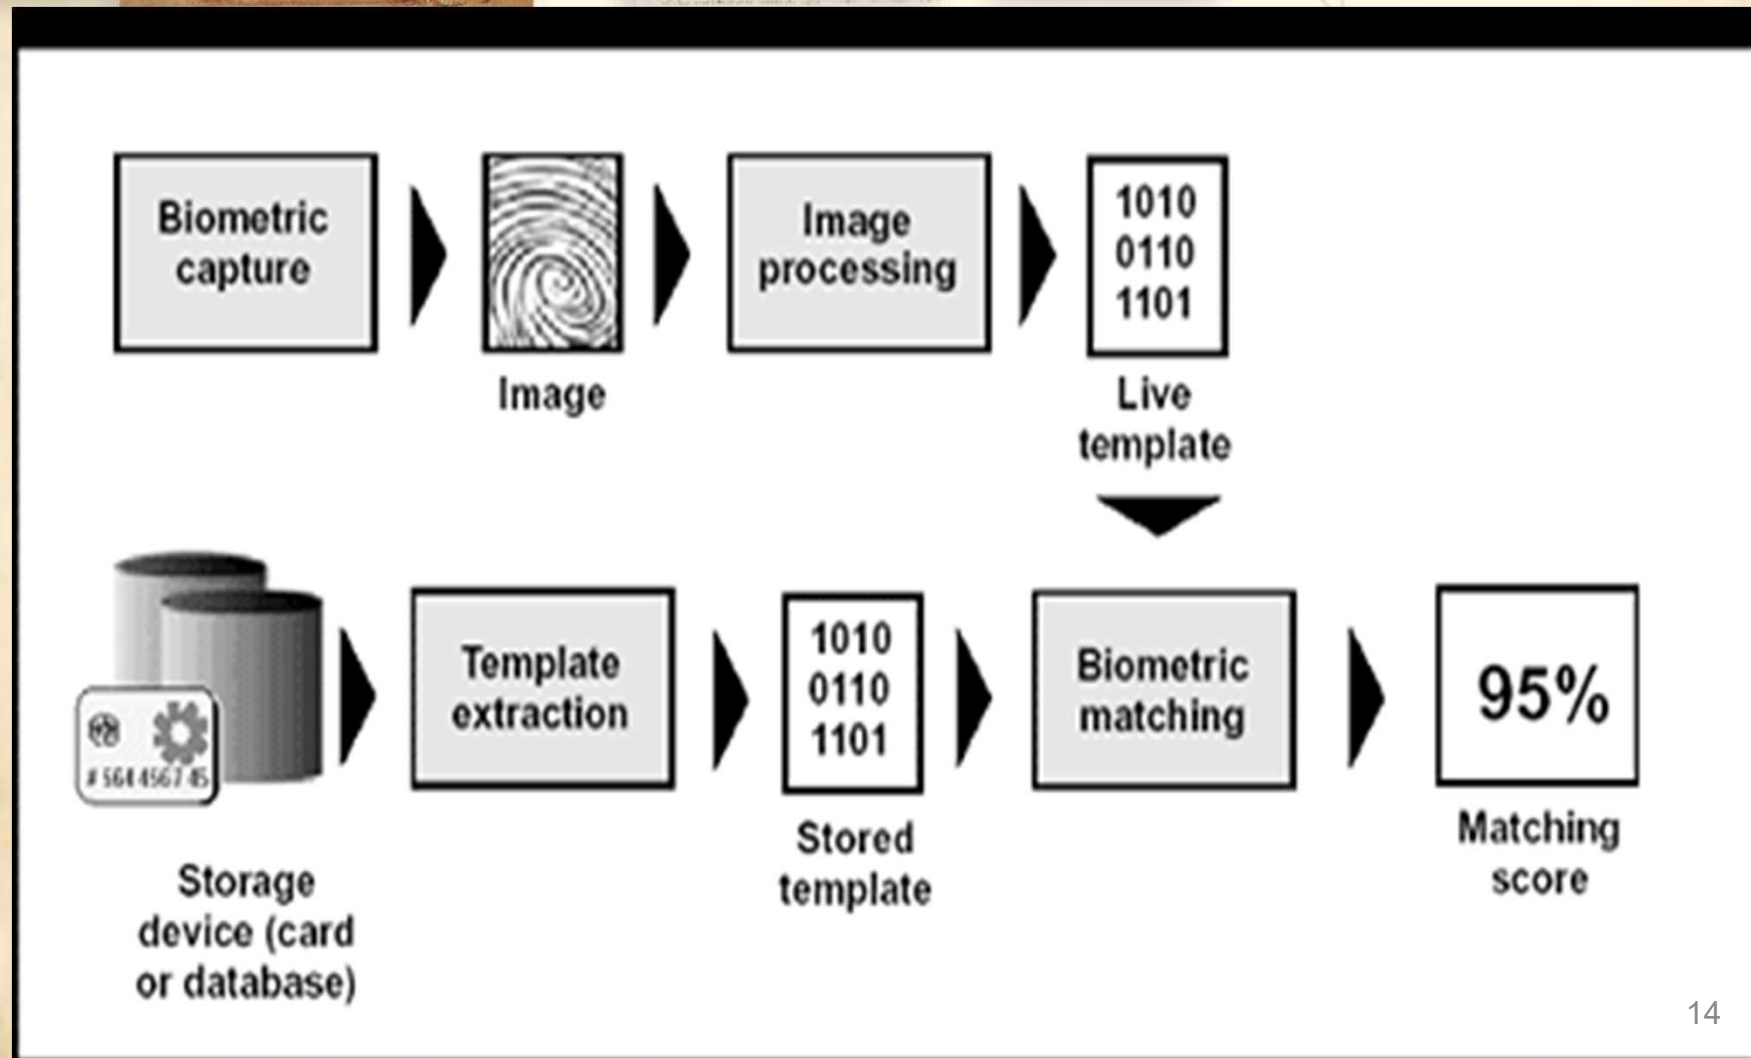 Biometric
capture
Image
Image
processing
1010
0110
1101
Live
template
Storage
device (card
or database)
Template
extraction
1010
0110
1101
Stored
template
Biometric
matching
95%
Matching
score
14